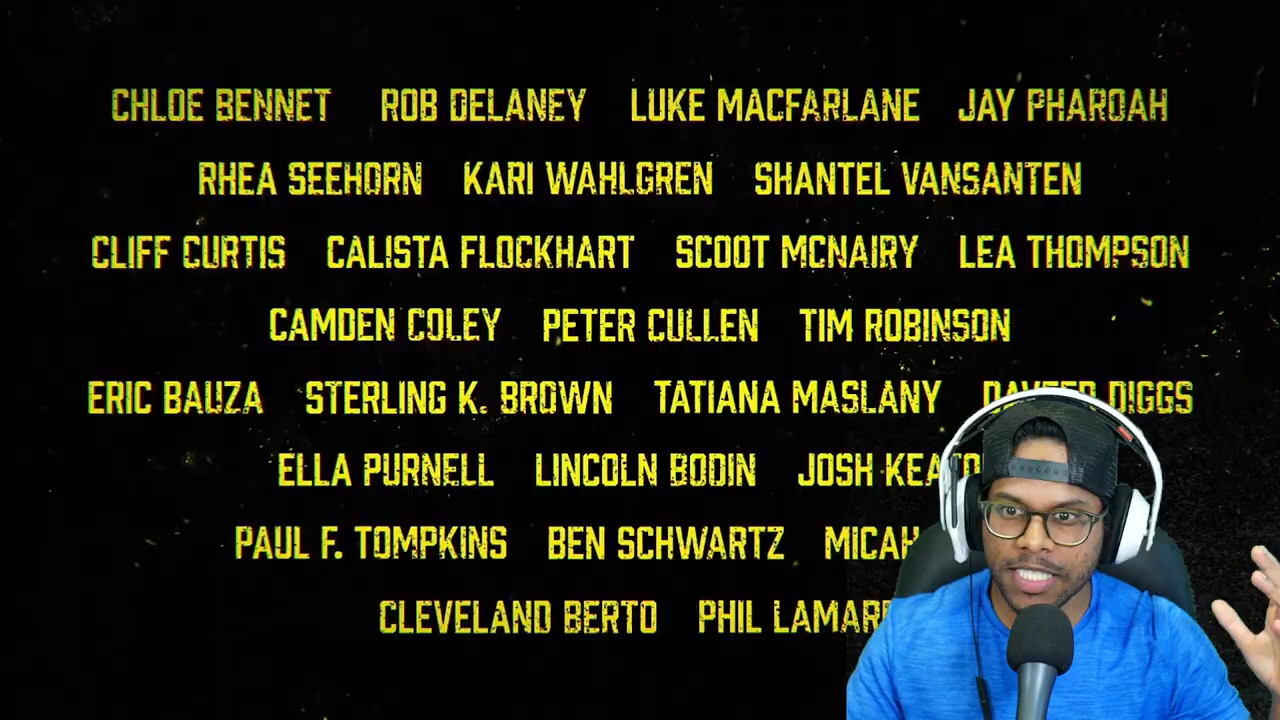 CHLOE BENNET ROB DELANEY LUKE MACFARLANE JAY PHAROAH
RHEA SEEHORN KARI WAHLGREN SHANTEL VANSANTEN
CLIFF CURTIS CALISTA FLOCKHART SCOOT MCNAIRY LEA THOMPSON
CAMDEN COLEY PETER CULLEN TIM ROBINSON
ERIC BAUZA STERLING K. BROWN TATIANA MASLANY DIGGS
ELLA PURNELL LINCOLN BODIN JOSH
PAUL F. TOMPKINS BEN SCHWARTZ MICAH
CLEVELAND BERTO PHIL